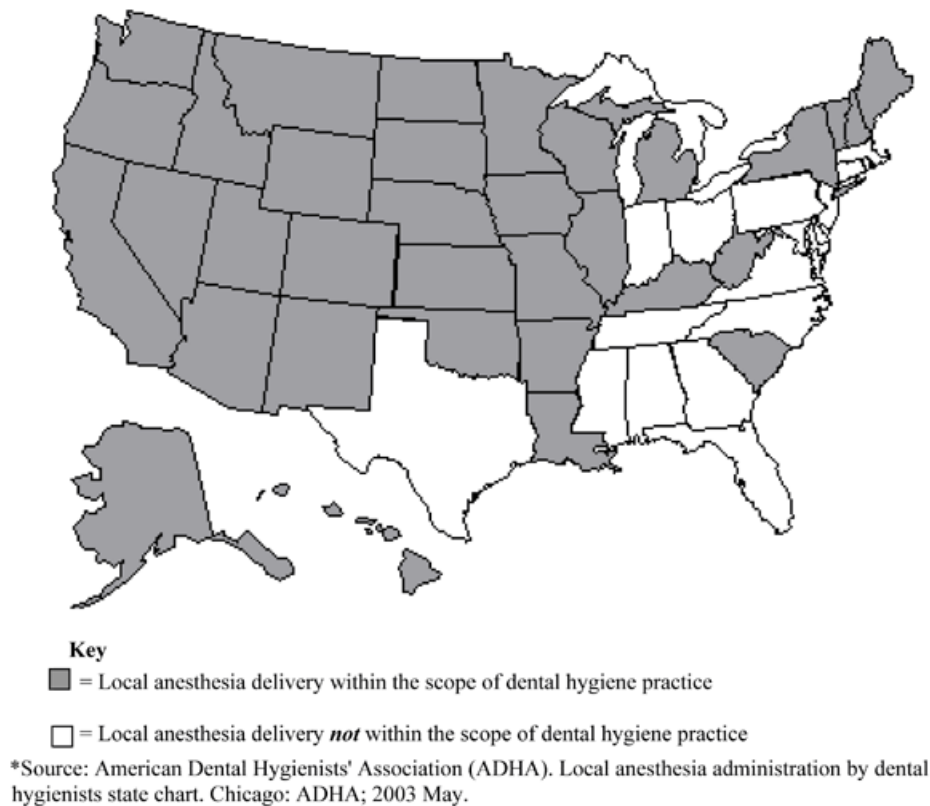 Key
= Local anesthesia delivery within the scope of dental hygiene practice
= Local anesthesia delivery not within the scope of dental hygiene practice
*Source: American Dental Hygienists' Association (ADHA). Local anesthesia administration by dental
hygienists state chart. Chicago: ADHA; 2003 May.